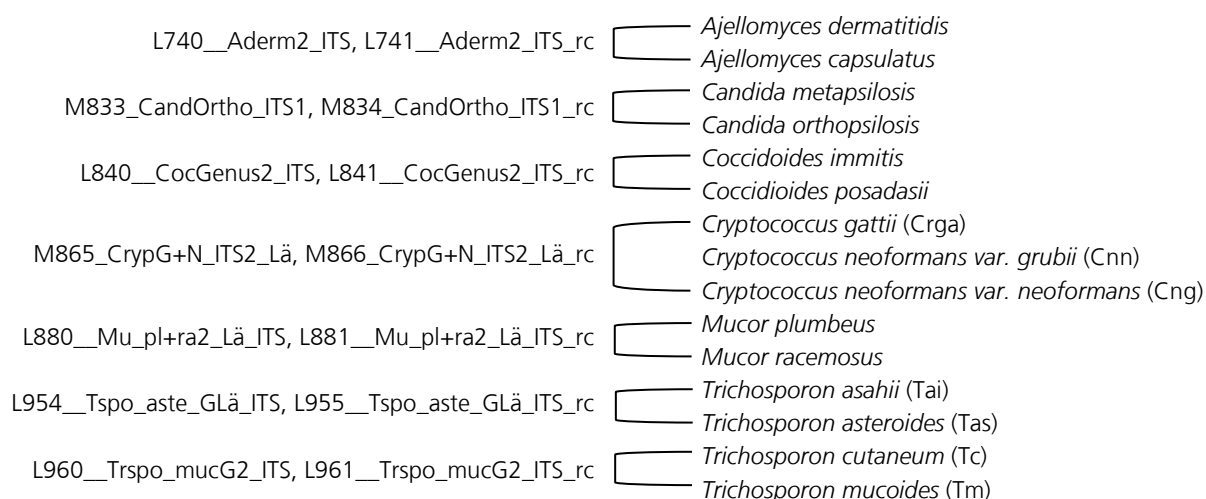 L740__Aderm2_ITS, L741__Aderm2_ITS_rc
Ajellomyces dermatitidis
Ajellomyces capsulatus
M833_CandOrtho_ITS1, M834_CandOrtho_ITS1_rc
Candida metapsilosis
Candida orthopsilosis
L840__CocGenus2_ITS, L841__CocGenus2_ITS_rc
Coccidoides immitis
Coccidioides posadasii
M865_CrypG+N_ITS2_Lä, M866_CrypG+N_ITS2_Lä_rc
Cryptococcus gattii (Crga)
Cryptococcus neoformans var. grubii (Cnn)
Cryptococcus neoformans var. neoformans (Cng)
L880__Mu_pl+ra2_Lä_ITS, L881__Mu_pl+ra2_Lä_ITS_rc
Mucor plumbeus
Mucor racemosus
L954__Tspo_aste_GLä_ITS, L955__Tspo_aste_GLä_ITS_rc
Trichosporon asahii (Tai)
Trichosporon asteroides (Tas)
L960__Trspo_mucG2_ITS, L961__Trspo_mucG2_ITS_rc
Trichosporon cutaneum (Tc)
Trichosporon mucoides (Tm)